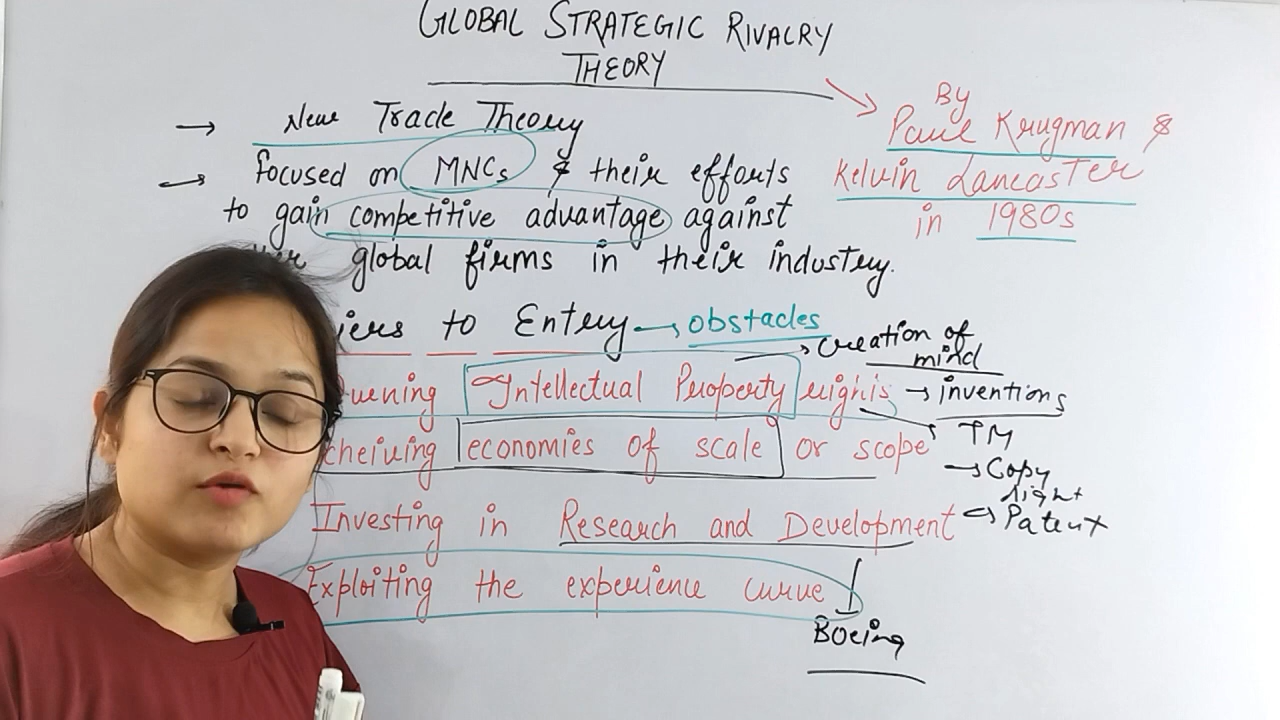 GLOBAL STRATEGIC RIVALRY
THEORY
By
Paul Krugman &
Kelvin Lancaster
in 1980s
→ New Trade Theory
→ focused on MNCs & their efforts
to gain competitive advantage against
global firms in their industry.
to Entry → obstacles
→ creation of
mind
Intellectual Property rights → inventions
TM
→ Copy
right
→ Patent
economies of scale or scope
Investing in Research and Development
Exploiting the experience curve
Boeing